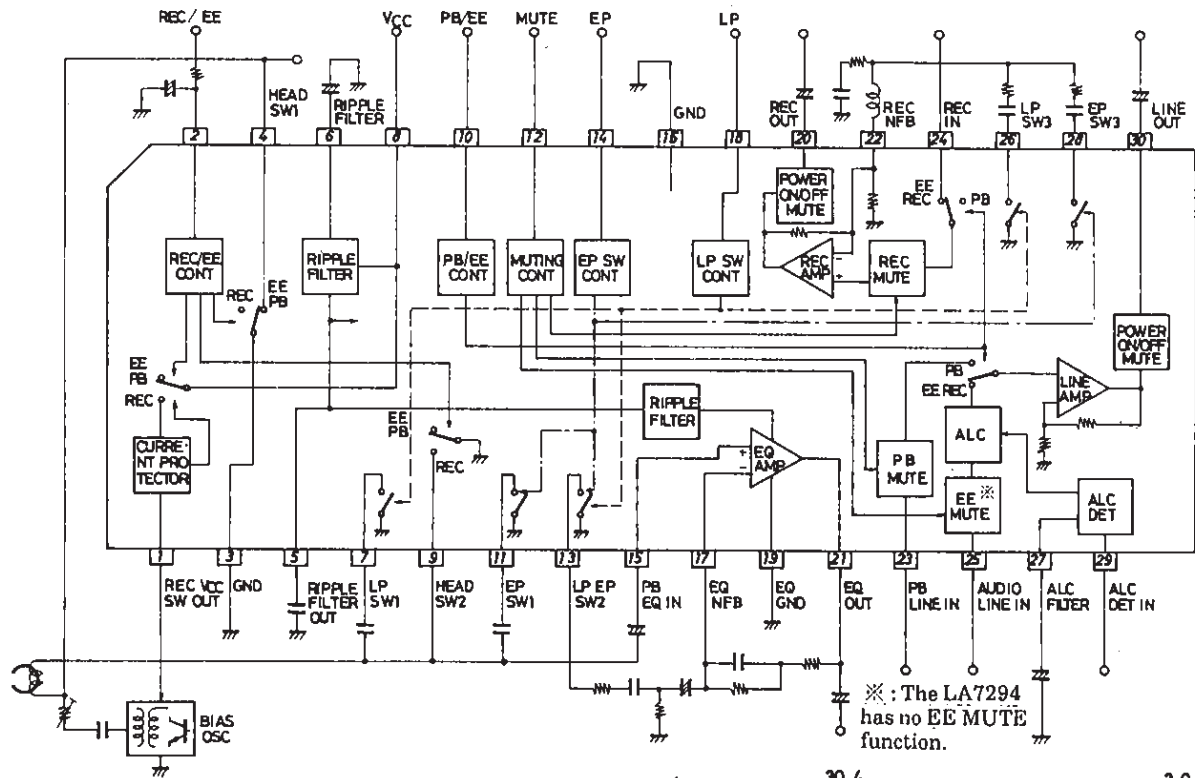 REC/EE
VCC
PB/EE
MUTE
EP
LP
HEAD
SW1
RIPPLE
FILTER
GND
REC
OUT
REC
NFB
REC
IN
LP
SW3
EP
SW3
LINE
OUT
2
4
6
8
10
12
14
16
18
20
22
24
26
28
30
POWER
ON/OFF
MUTE
EE
REC
PB
REC/EE
CONT
RIPPLE
FILTER
PB/EE
CONT
MUTING
CONT
EP SW
CONT
LP SW
CONT
REC
AMP
-
+
REC
MUTE
REC
EE
PB
POWER
ON/OFF
MUTE
EE
PB
REC
PB
EE REC
LINE
AMP
RIPPLE
FILTER
CURRE
NT PRO
TECTOR
EE
PB
REC
+
-
EQ
AMP
PB
MUTE
ALC
EE ※
MUTE
ALC
DET
1
3
5
7
9
11
13
15
17
19
21
23
25
27
29
REC VCC
SW OUT
GND
RIPPLE
FILTER
OUT
LP
SW1
HEAD
SW2
EP
SW1
LP EP
SW2
PB
EQ IN
EQ
NFB
EQ
GND
EQ
OUT
PB
LINE IN
AUDIO
LINE IN
ALC
FILTER
ALC
DET IN
BIAS
OSC
※ : The LA7294
has no EE MUTE
function.